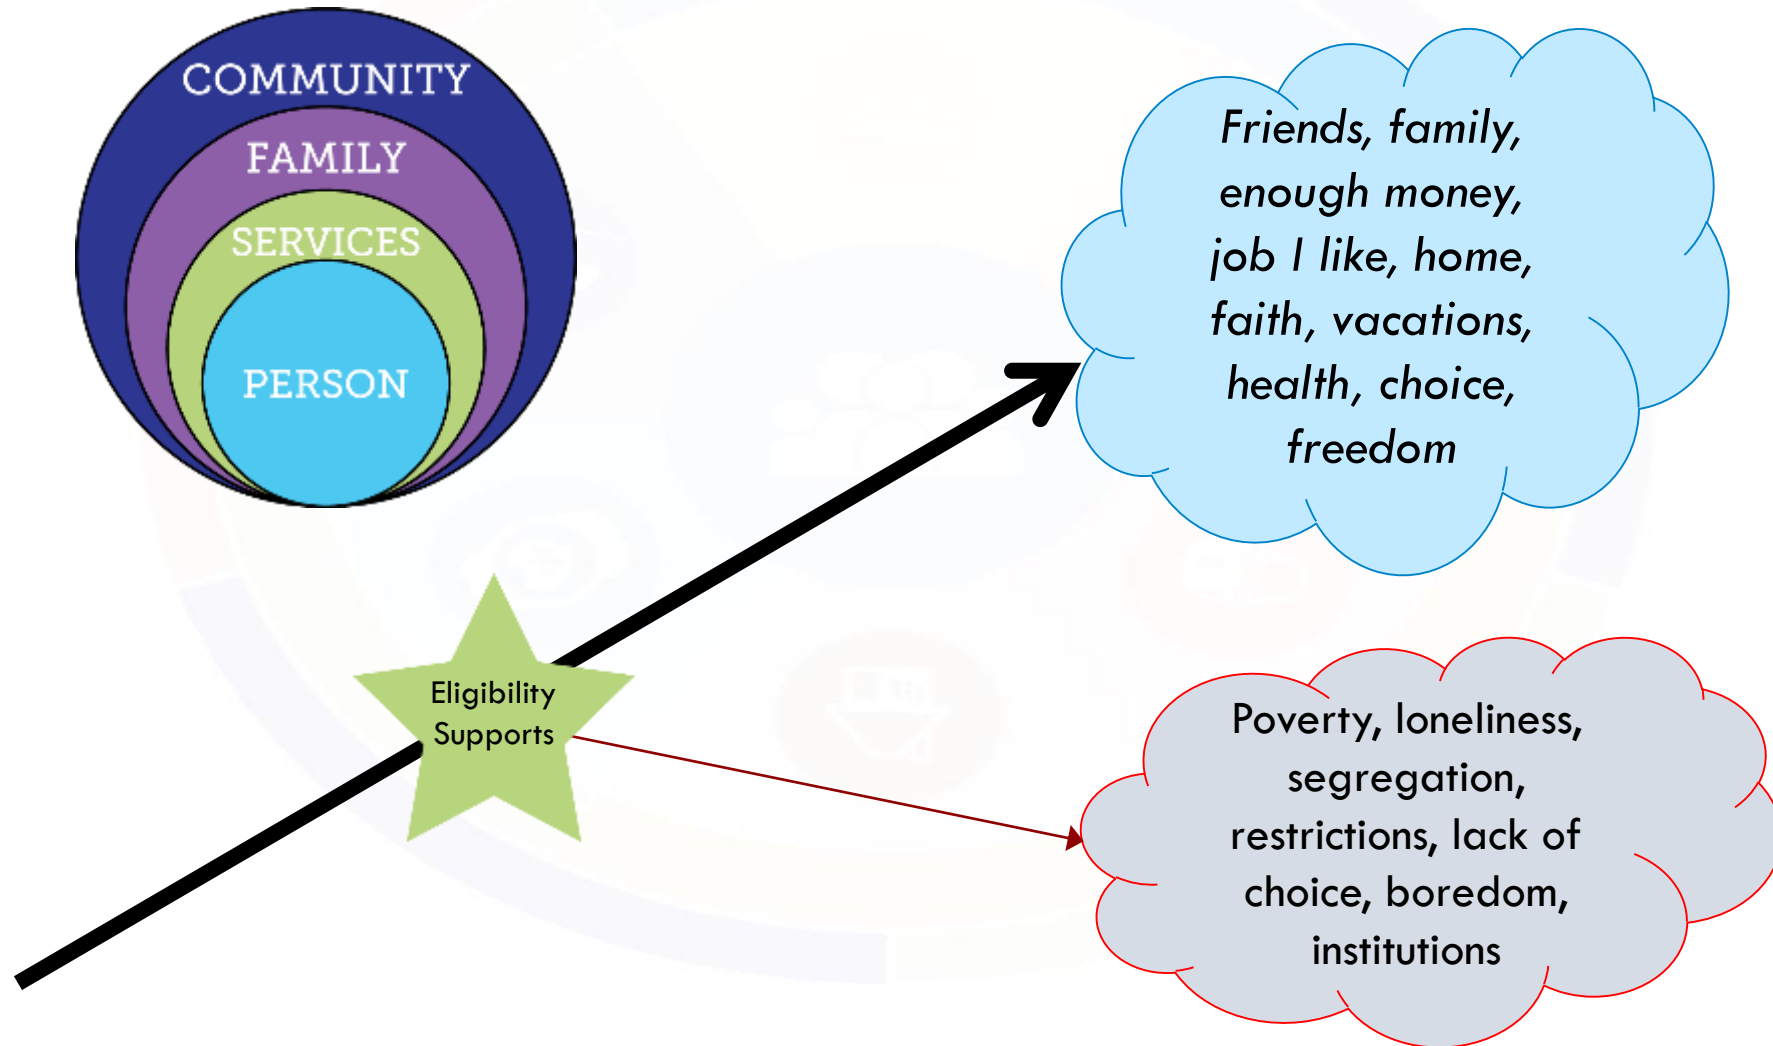 COMMUNITY
FAMILY
SERVICES
PERSON
Friends, family,
enough money,
job I like, home,
faith, vacations,
health, choice,
freedom
Eligibility
Supports
Poverty, loneliness,
segregation,
restrictions, lack of
choice, boredom,
institutions